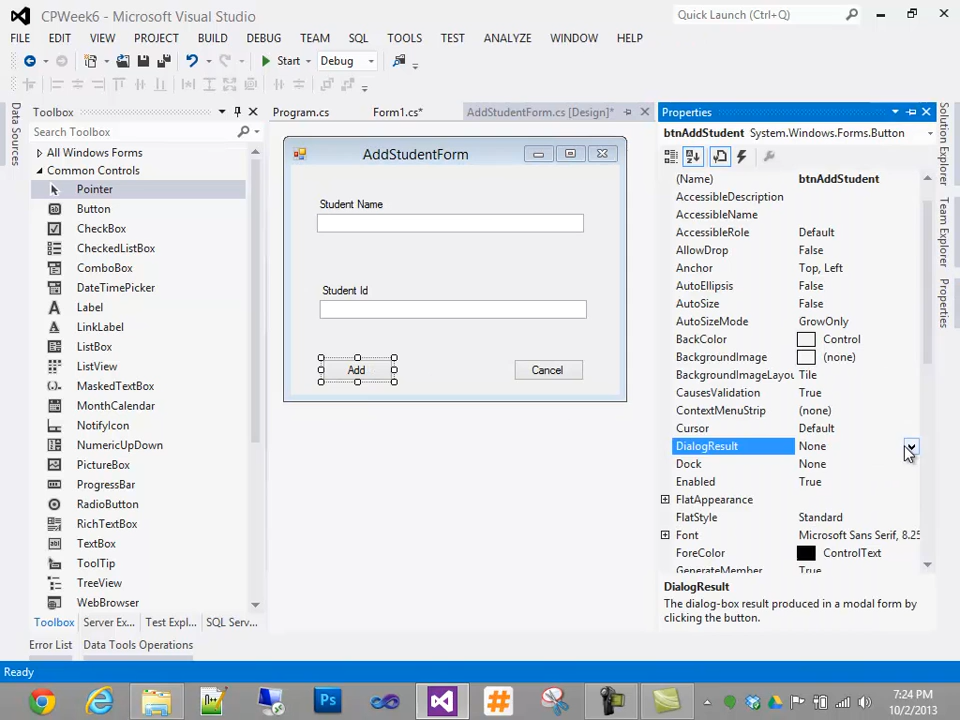 CPWeek6 - Microsoft Visual Studio
Quick Launch (Ctrl+Q)
FILE EDIT VIEW PROJECT BUILD DEBUG TEAM SQL TOOLS TEST ANALYZE WINDOW HELP
Start Debug
Data Sources
Toolbox
Search Toolbox
All Windows Forms
Common Controls
Pointer
Button
CheckBox
CheckedListBox
ComboBox
DateTimePicker
Label
LinkLabel
ListBox
ListView
MaskedTextBox
MonthCalendar
NotifyIcon
NumericUpDown
PictureBox
ProgressBar
RadioButton
RichTextBox
TextBox
ToolTip
TreeView
WebBrowser
Toolbox Server Ex... Test Expl... SQL Serv...
Error List Data Tools Operations
Program.cs Form1.cs* AddStudentForm.cs [Design]*
AddStudentForm
Student Name
Student Id
Add Cancel
Properties
btnAddStudent System.Windows.Forms.Button
(Name) btnAddStudent
AccessibleDescription
AccessibleName
AccessibleRole Default
AllowDrop False
Anchor Top, Left
AutoEllipsis False
AutoSize False
AutoSizeMode GrowOnly
BackColor Control
BackgroundImage (none)
BackgroundImageLayou Tile
CausesValidation True
ContextMenuStrip (none)
Cursor Default
DialogResult None
Dock None
Enabled True
FlatAppearance
FlatStyle Standard
Font Microsoft Sans Serif, 8.25
ForeColor ControlText
GenerateMember True
DialogResult
The dialog-box result produced in a modal form by
clicking the button.
Solution Explorer
Team Explorer
Properties
Ready
Ps
7:24 PM
10/2/2013